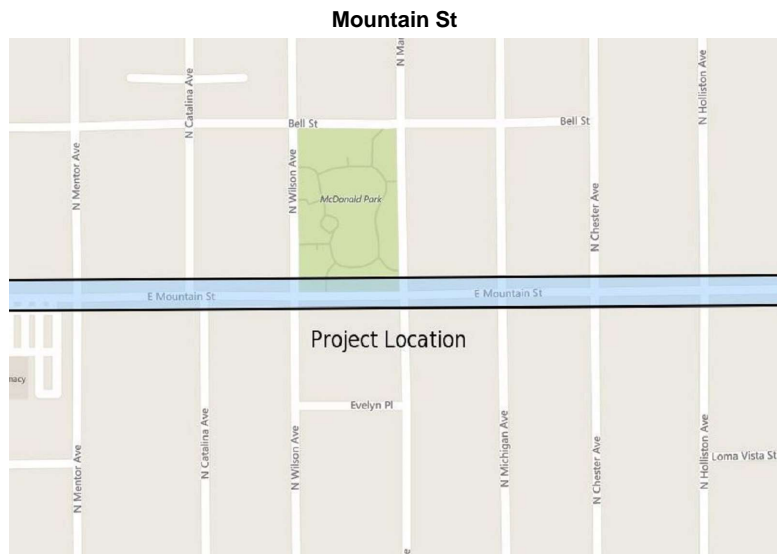 Mountain St
N Catalina Ave
N Mar
N Holliston Ave
Bell St
Bell St
N Mentor Ave
N Wilson Ave
McDonald Park
N Chester Ave
E Mountain St
E Mountain St
Project Location
nacy
Evelyn Pl
N Mentor Ave
N Catalina Ave
N Wilson Ave
N Michigan Ave
N Chester Ave
N Holliston Ave
Loma Vista St